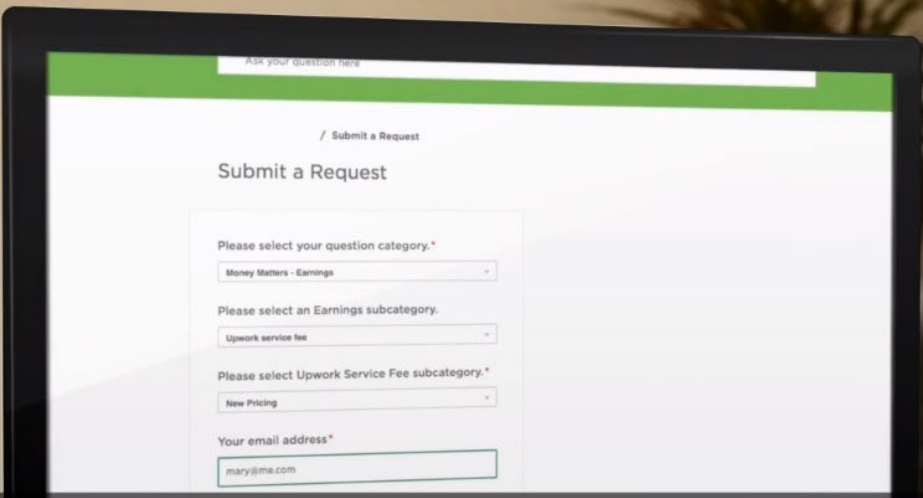 Ask your question here
/ Submit a Request
Submit a Request
Please select your question category.*
Money Matters - Earnings
Please select an Earnings subcategory.
Upwork service fee
Please select Upwork Service Fee subcategory.*
New Pricing
Your email address*
mary@me.com